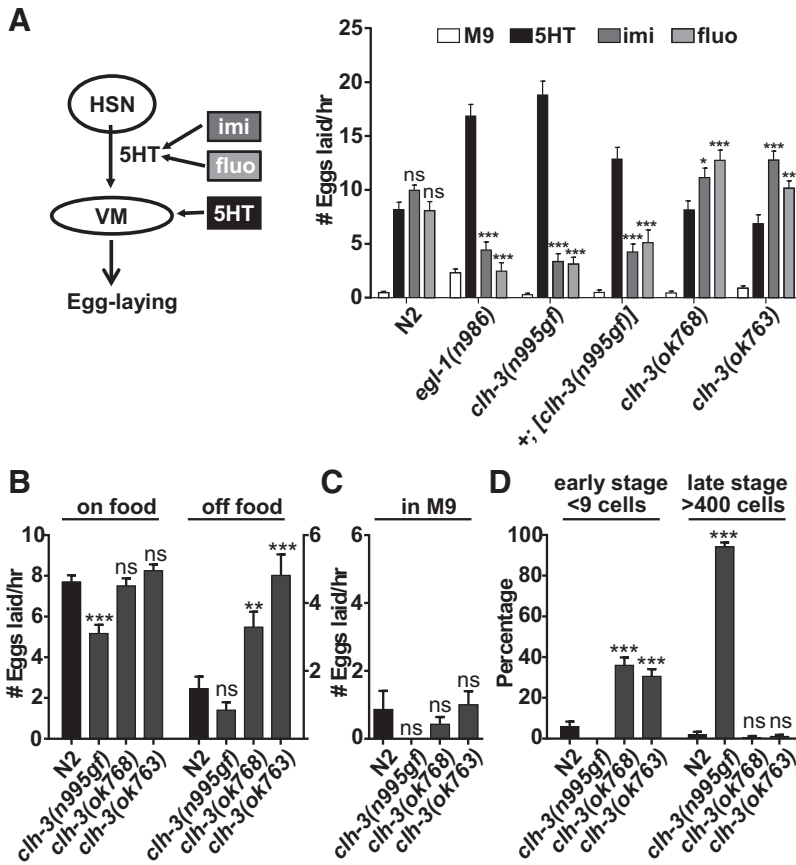 A
HSN
5HT
imi
fluo
VM
5HT
Egg-laying
M9 5HT imi fluo
# Eggs laid/hr
25
20
15
10
5
0
ns
ns
***
***
***
***
***
***
*
***
***
**
N2
egl-1(n986)
clh-3(n995gf)
+; [clh-3(n995gf)]
clh-3(ok768)
clh-3(ok763)
B
on food
off food
# Eggs laid/hr
10
8
6
4
2
0
6
4
2
***
ns
ns
ns
**
***
N2
clh-3(n995gf)
clh-3(ok768)
clh-3(ok763)
N2
clh-3(n995gf)
clh-3(ok768)
clh-3(ok763)
C
in M9
# Eggs laid/hr
6
4
2
0
ns
ns
ns
N2
clh-3(n995gf)
clh-3(ok768)
clh-3(ok763)
D
early stage
<9 cells
late stage
>400 cells
Percentage
100
80
60
40
20
0
***
***
***
ns
ns
N2
clh-3(n995gf)
clh-3(ok768)
clh-3(ok763)
N2
clh-3(n995gf)
clh-3(ok768)
clh-3(ok763)